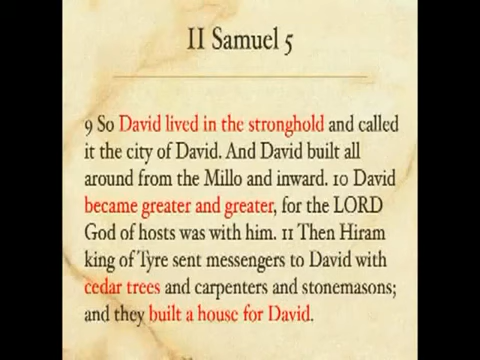 II Samuel 5
9 So David lived in the stronghold and called
it the city of David. And David built all
around from the Millo and inward. 10 David
became greater and greater, for the LORD
God of hosts was with him. 11 Then Hiram
king of Tyre sent messengers to David with
cedar trees and carpenters and stonemasons;
and they built a house for David.